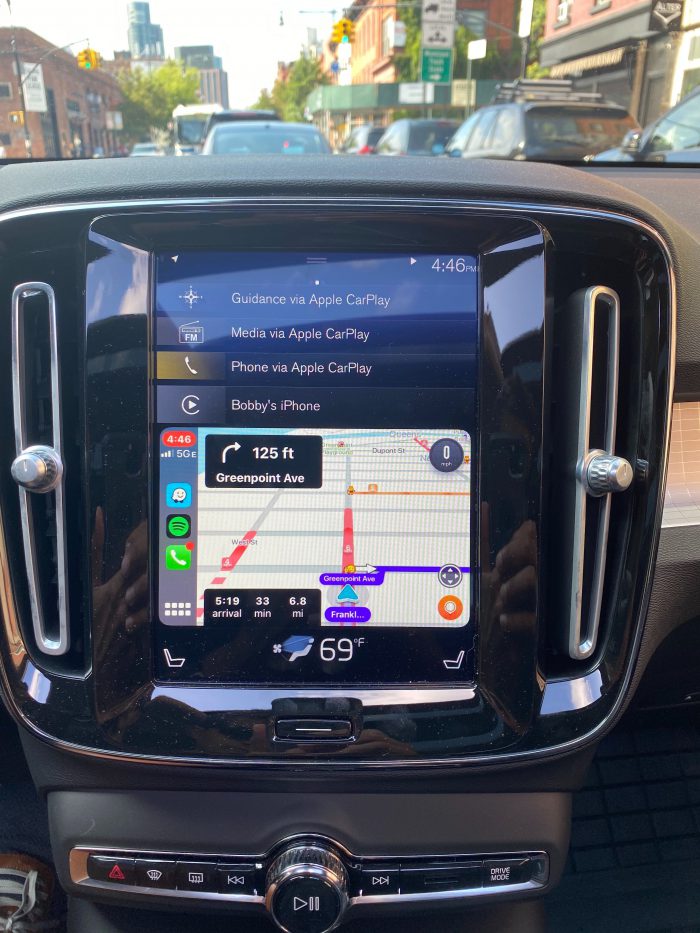 4:46PM
Guidance via Apple CarPlay
FM
Media via Apple CarPlay
Phone via Apple CarPlay
Bobby's iPhone
4:46
5G E
125 ft
Greenpoint Ave
Queens
Dupont St
0
mph
West St
Greenpoint Ave
5:19 33 6.8
arrival min mi
Frankl...
69°F
DRIVE
MODE